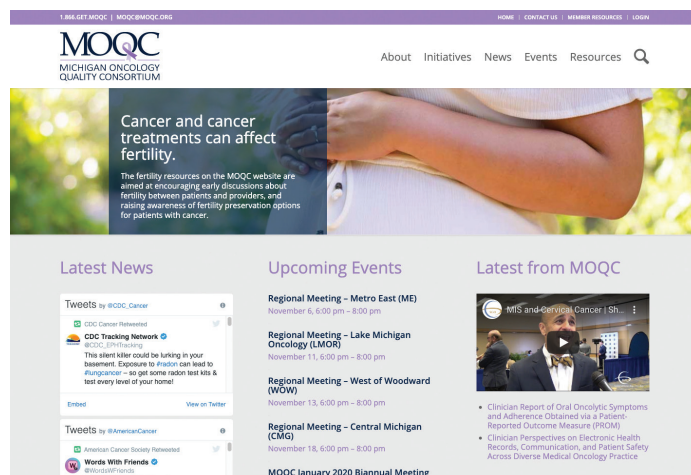 1.866.GET.MOQC | MOQC@MOQC.ORG
HOME | CONTACT US | MEMBER RESOURCES | LOGIN
MOQC
MICHIGAN ONCOLOGY
QUALITY CONSORTIUM
About Initiatives News Events Resources
Cancer and cancer
treatments can affect
fertility.
The fertility resources on the MOQC website are
aimed at encouraging early discussions about
fertility between patients and providers, and
raising awareness of fertility preservation options
for patients with cancer.
Latest News
Tweets by @CDC_Cancer
CDC Cancer Retweeted
CDC Tracking Network
@CDC_EPHTracking
This silent killer could be lurking in your
basement. Exposure to #radon can lead to
#lungcancer – so get some radon test kits &
test every level of your home!
Embed View on Twitter
Tweets by @AmericanCancer
American Cancer Society Retweeted
Words With Friends
@WordsWFriends
Upcoming Events
Regional Meeting – Metro East (ME)
November 6, 6:00 pm – 8:00 pm
Regional Meeting – Lake Michigan
Oncology (LMOR)
November 11, 6:00 pm – 8:00 pm
Regional Meeting – West of Woodward
(WOW)
November 13, 6:00 pm – 8:00 pm
Regional Meeting – Central Michigan
(CMG)
November 18, 6:00 pm – 8:00 pm
MOQC January 2020 Biannual Meeting
Latest from MOQC
MIS and Cervical Cancer | Sh...
Clinician Report of Oral Oncolytic Symptoms
and Adherence Obtained via a Patient-
Reported Outcome Measure (PROM)
Clinician Perspectives on Electronic Health
Records, Communication, and Patient Safety
Across Diverse Medical Oncology Practice